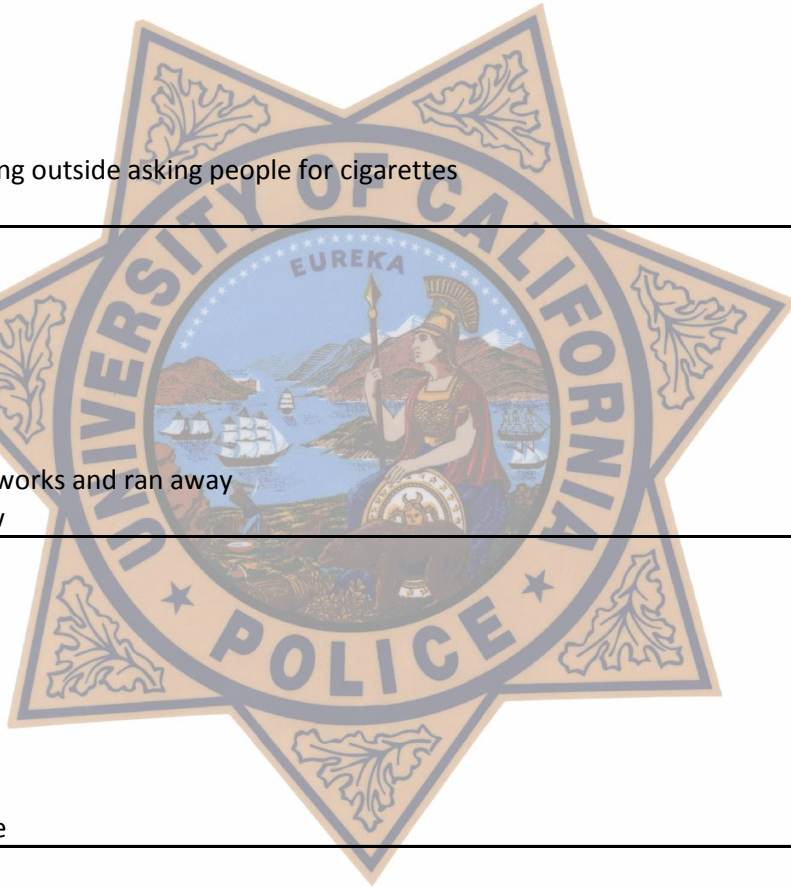 ng outside asking people for cigarettes
UNIVERSITY OF CALIFORNIA
EUREKA
works and ran away
y
POLICE
e